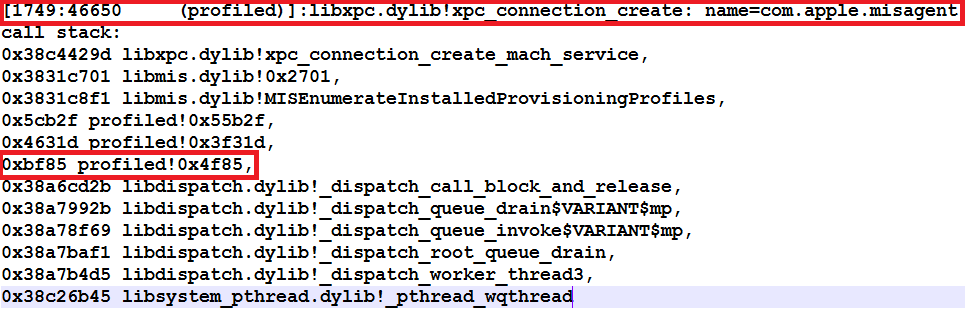 [1749:46650     (profiled)]:libxpc.dylib!xpc_connection_create: name=com.apple.misagent
call stack:
0x38c4429d libxpc.dylib!xpc_connection_create_mach_service,
0x3831c701 libmis.dylib!0x2701,
0x3831c8f1 libmis.dylib!MISEnumerateInstalledProvisioningProfiles,
0x5cb2f profiled!0x55b2f,
0x4631d profiled!0x3f31d,
0xbf85 profiled!0x4f85,
0x38a6cd2b libdispatch.dylib!_dispatch_call_block_and_release,
0x38a7992b libdispatch.dylib!_dispatch_queue_drain$VARIANT$mp,
0x38a78f69 libdispatch.dylib!_dispatch_queue_invoke$VARIANT$mp,
0x38a7baf1 libdispatch.dylib!_dispatch_root_queue_drain,
0x38a7b4d5 libdispatch.dylib!_dispatch_worker_thread3,
0x38c26b45 libsystem_pthread.dylib!_pthread_wqthread